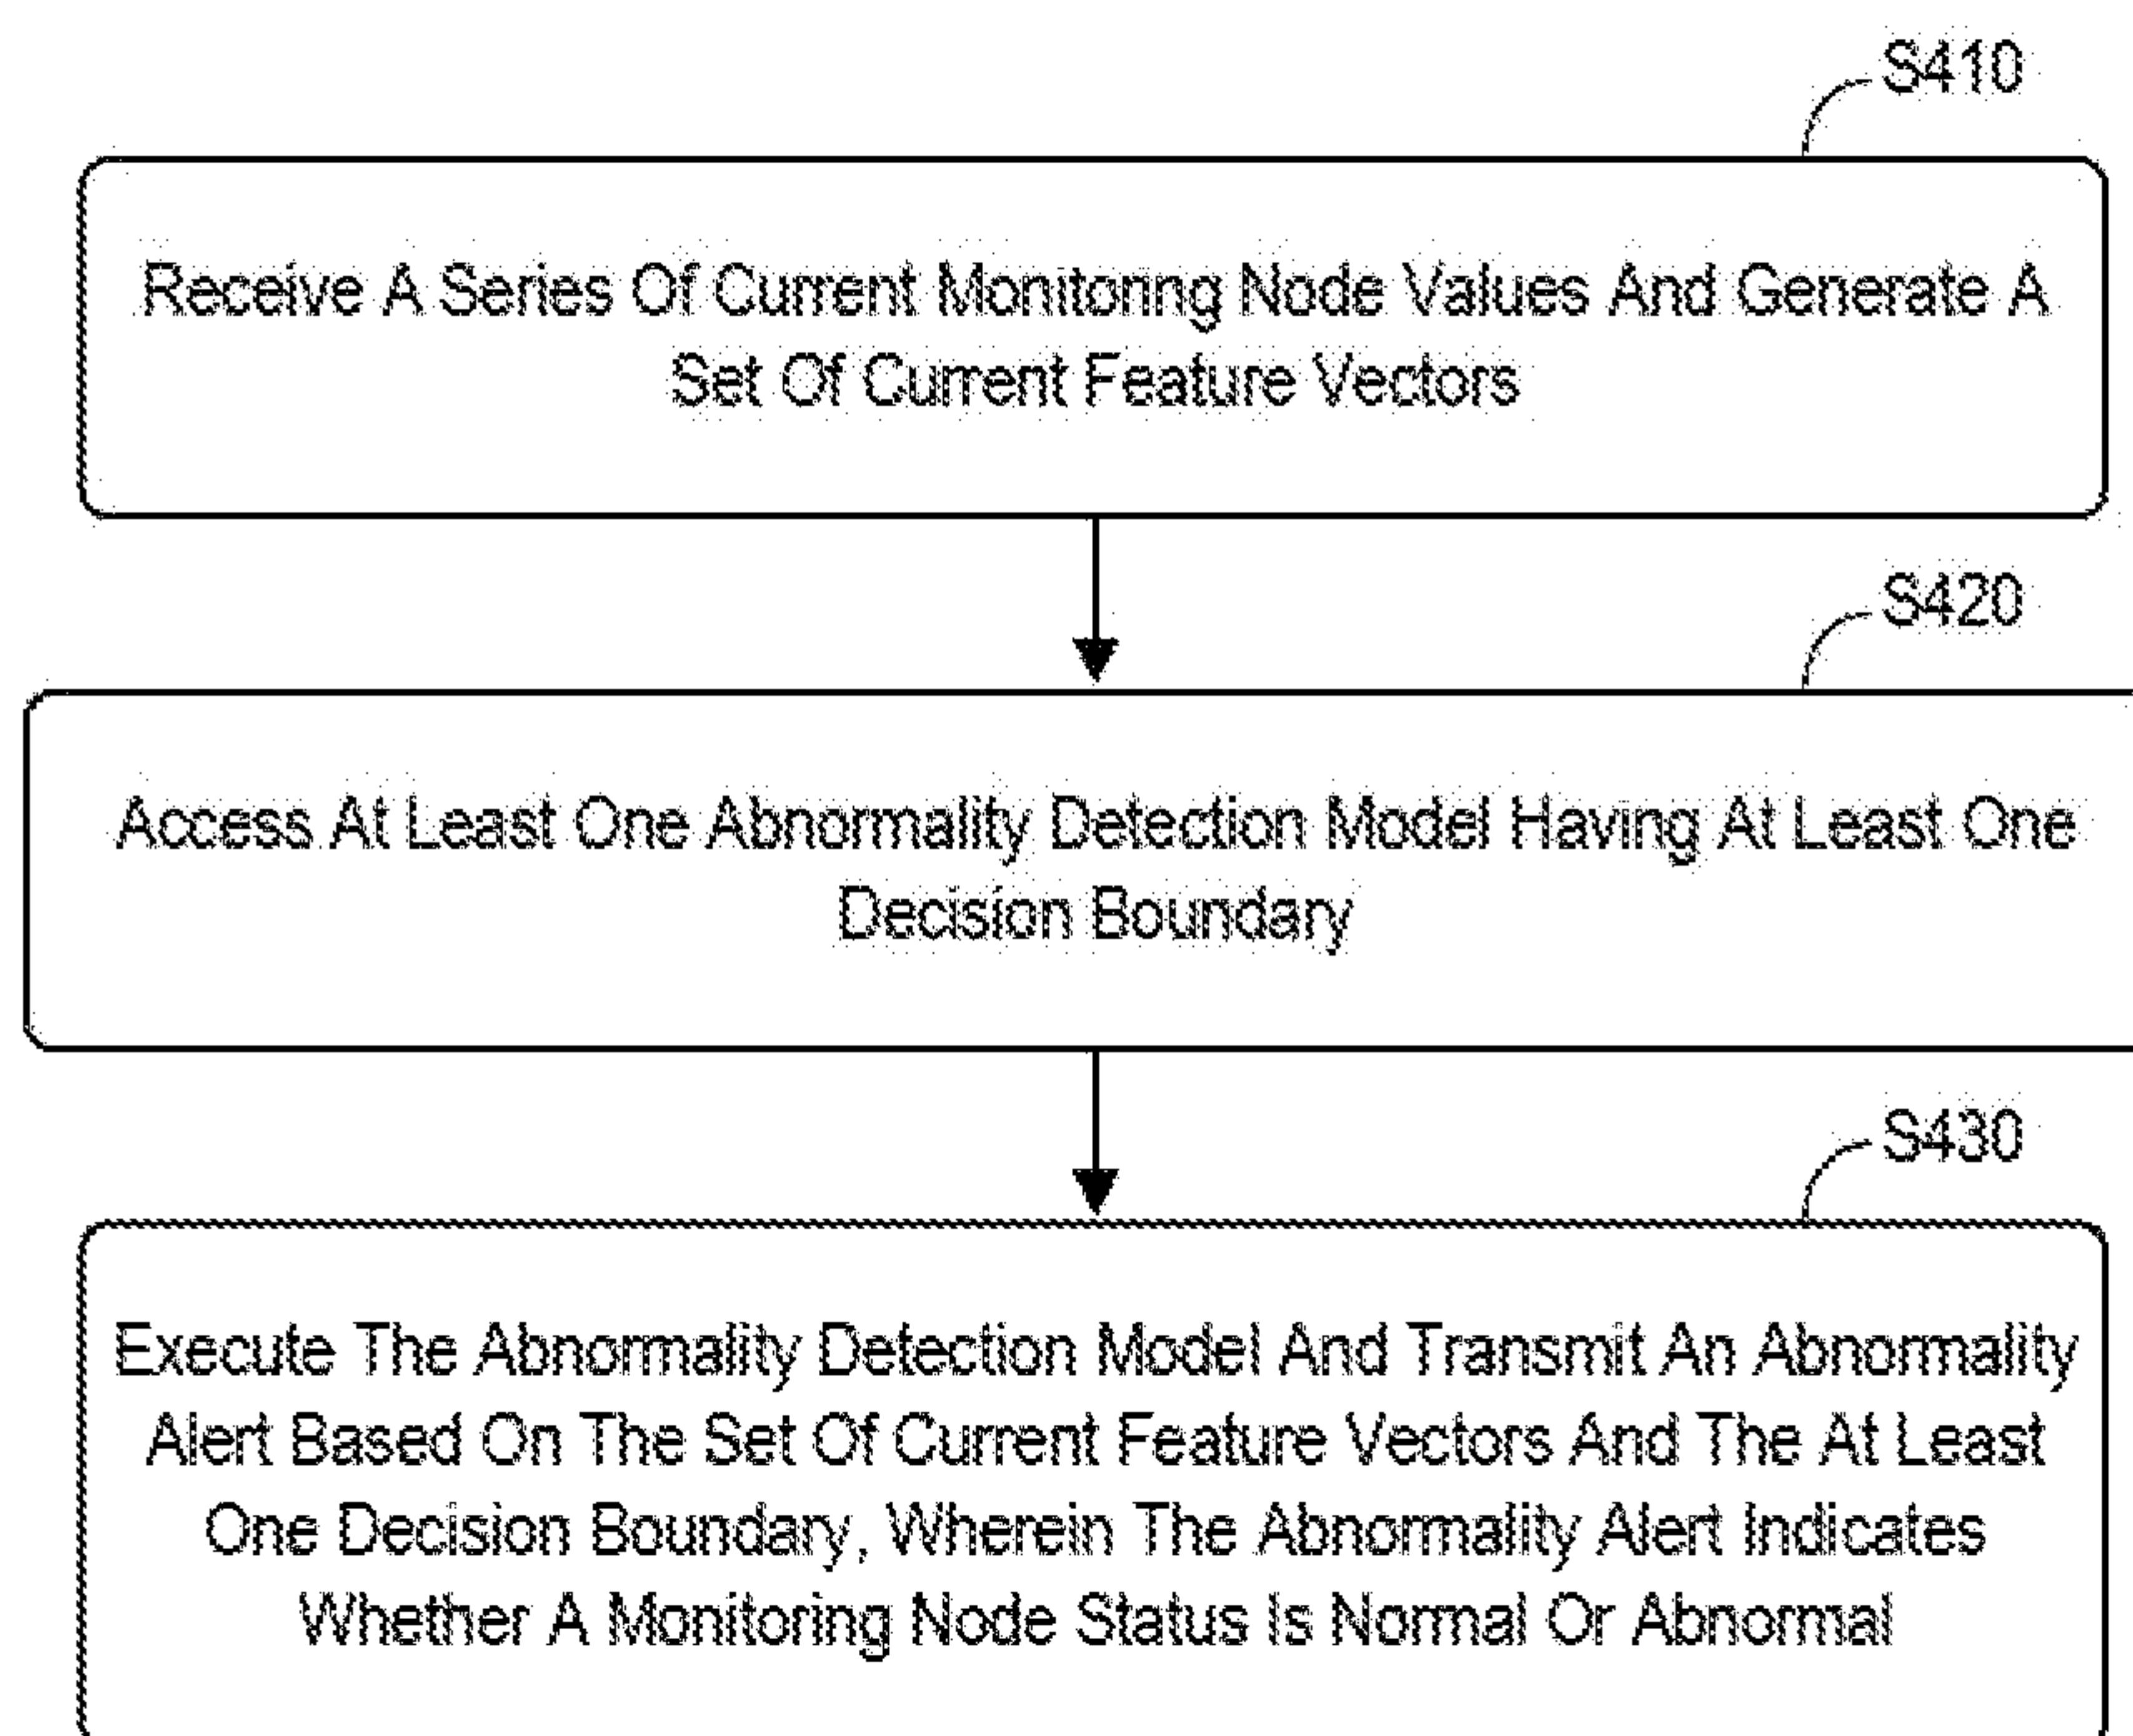 S410
Receive A Series Of Current Monitoring Node Values And Generate A
Set Of Current Feature Vectors
S420
Access At Least One Abnormality Detection Model Having At Least One
Decision Boundary
S430
Execute The Abnormality Detection Model And Transmit An Abnormality
Alert Based On The Set Of Current Feature Vectors And The At Least
One Decision Boundary, Wherein The Abnormality Alert Indicates
Whether A Monitoring Node Status Is Normal Or Abnormal